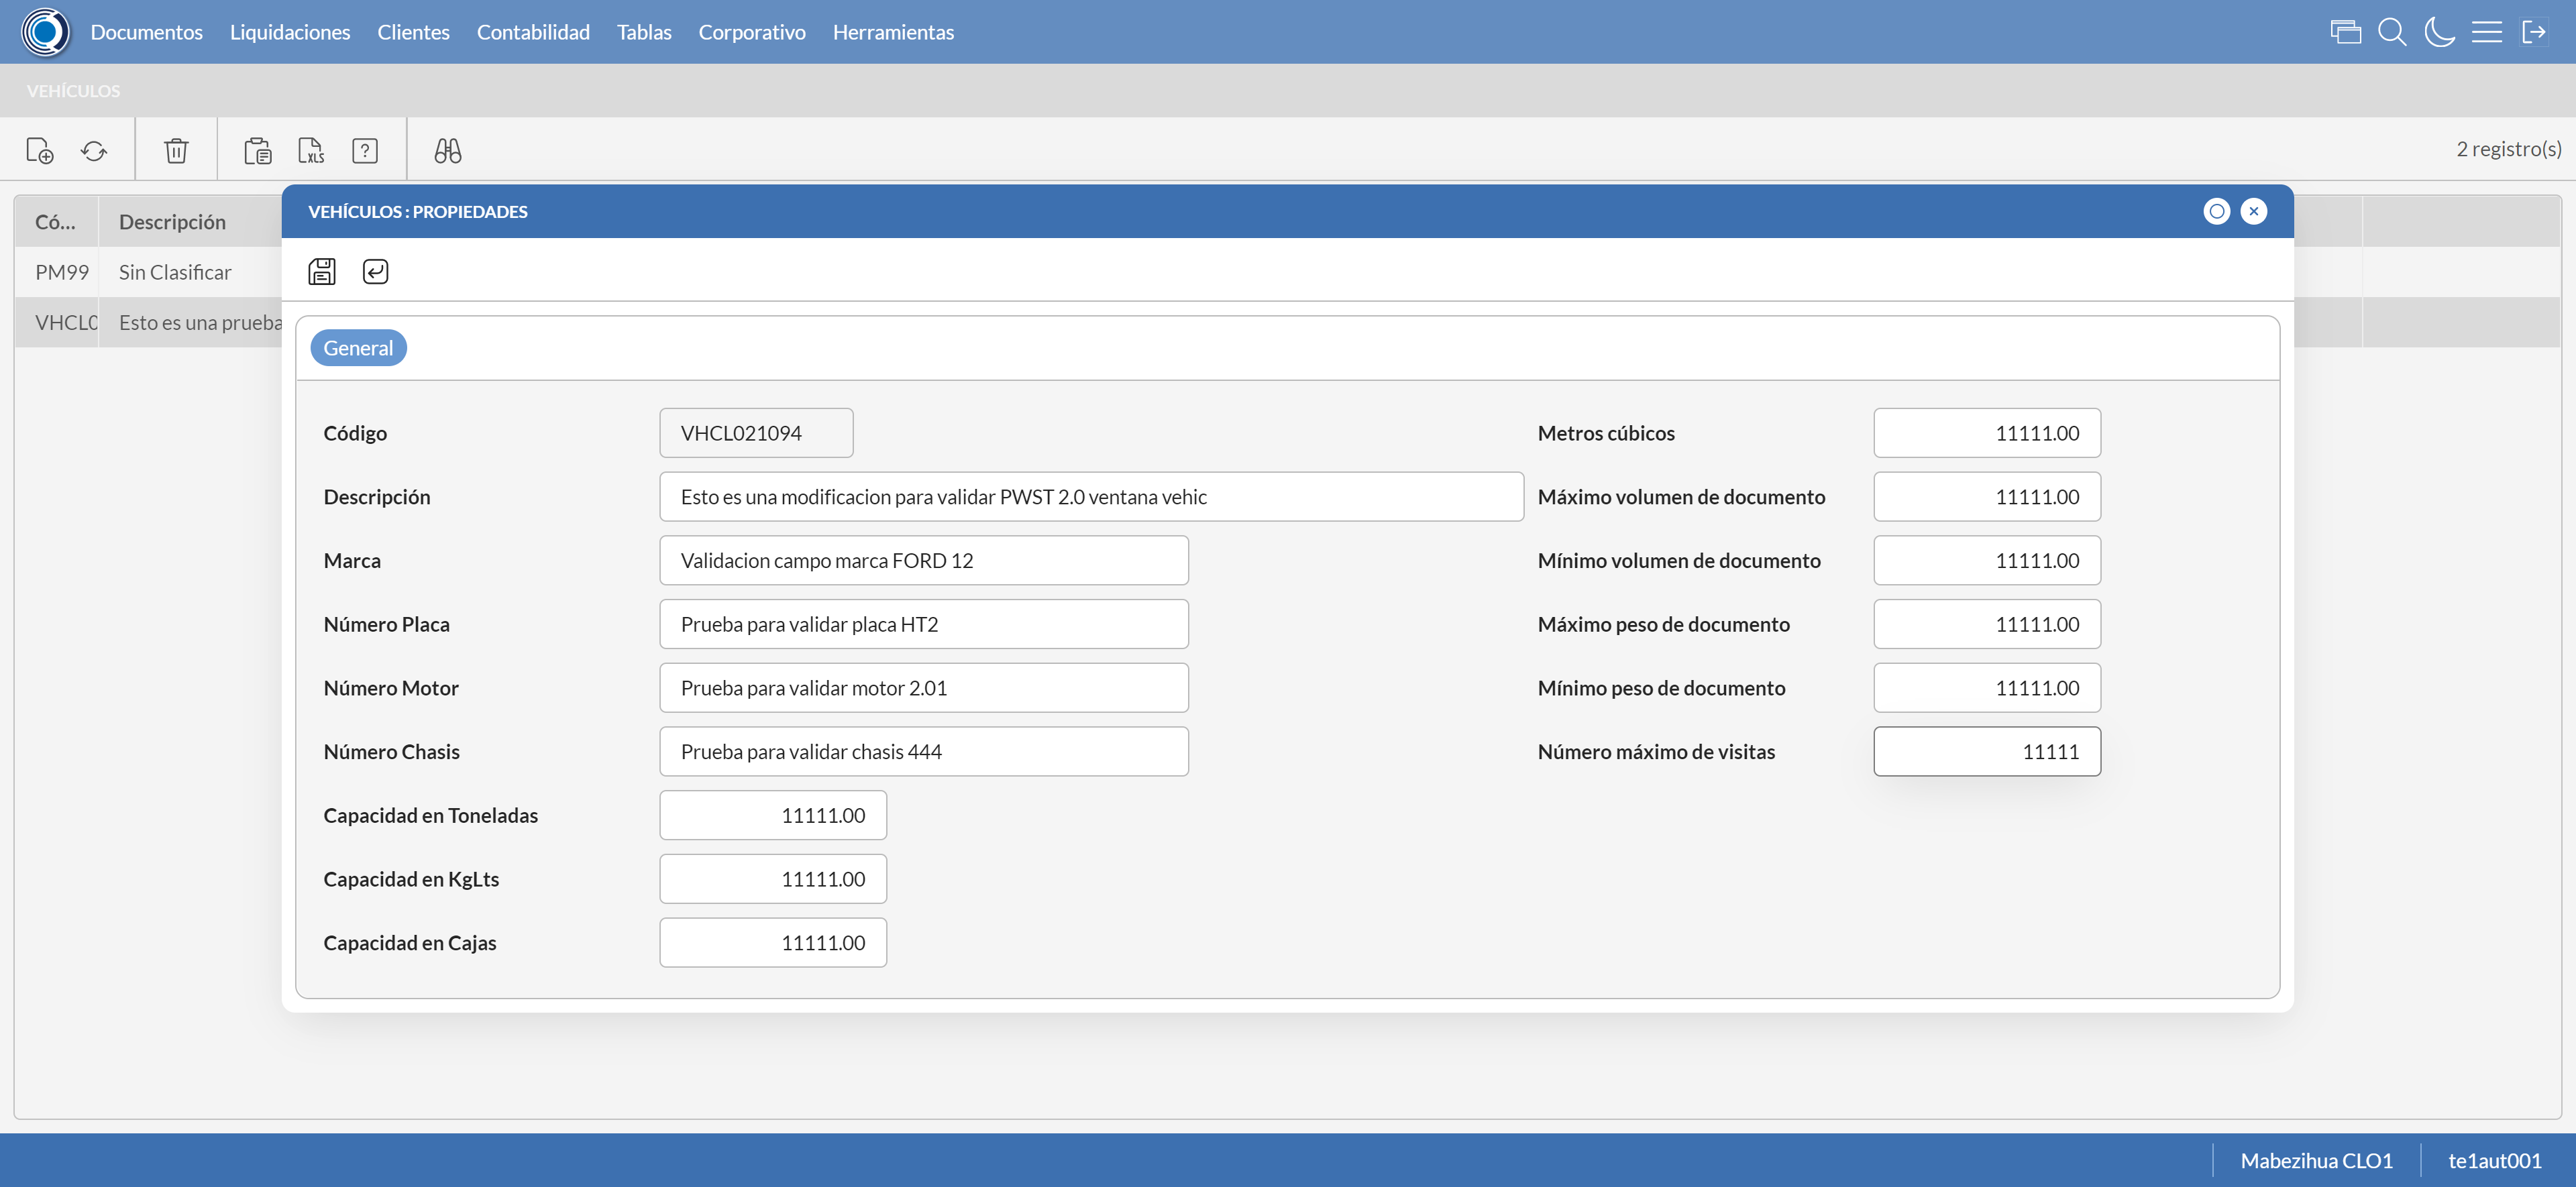 Documentos Liquidaciones Clientes Contabilidad Tablas Corporativo Herramientas
VEHÍCULOS
XLS ? 2 registro(s)
Có... Descripción
PM99 Sin Clasificar
VHCL0 Esto es una prueba
VEHÍCULOS : PROPIEDADES
General
Código VHCL021094
Descripción Esto es una modificacion para validar PWST 2.0 ventana vehic
Marca Validacion campo marca FORD 12
Número Placa Prueba para validar placa HT2
Número Motor Prueba para validar motor 2.01
Número Chasis Prueba para validar chasis 444
Capacidad en Toneladas 11111.00
Capacidad en KgLts 11111.00
Capacidad en Cajas 11111.00
Metros cúbicos 11111.00
Máximo volumen de documento 11111.00
Mínimo volumen de documento 11111.00
Máximo peso de documento 11111.00
Mínimo peso de documento 11111.00
Número máximo de visitas 11111
Mabezihua CLO1 te1aut001